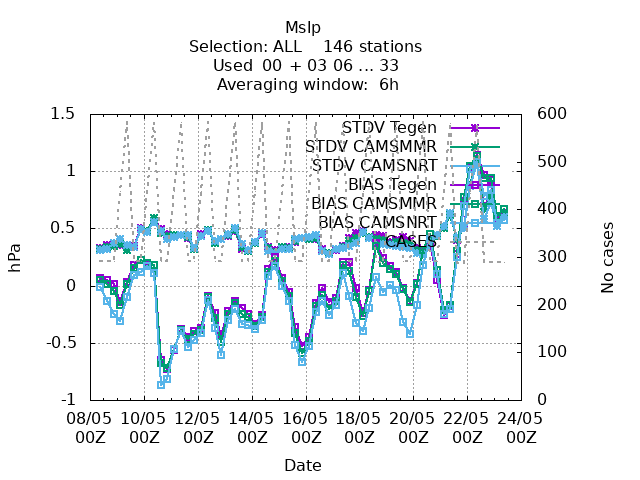 Mslp
Selection: ALL    146 stations
Used  00 + 03 06 ... 33
Averaging window:  6h
1.5
1
0.5
0
-0.5
-1
hPa
600
500
400
300
200
100
0
No cases
STDV Tegen
STDV CAMSMMR
STDV CAMSNRT
BIAS Tegen
BIAS CAMSMMR
BIAS CAMSNRT
CASES
08/05 10/05 12/05 14/05 16/05 18/05 20/05 22/05 24/05
00Z 00Z 00Z 00Z 00Z 00Z 00Z 00Z 00Z
Date